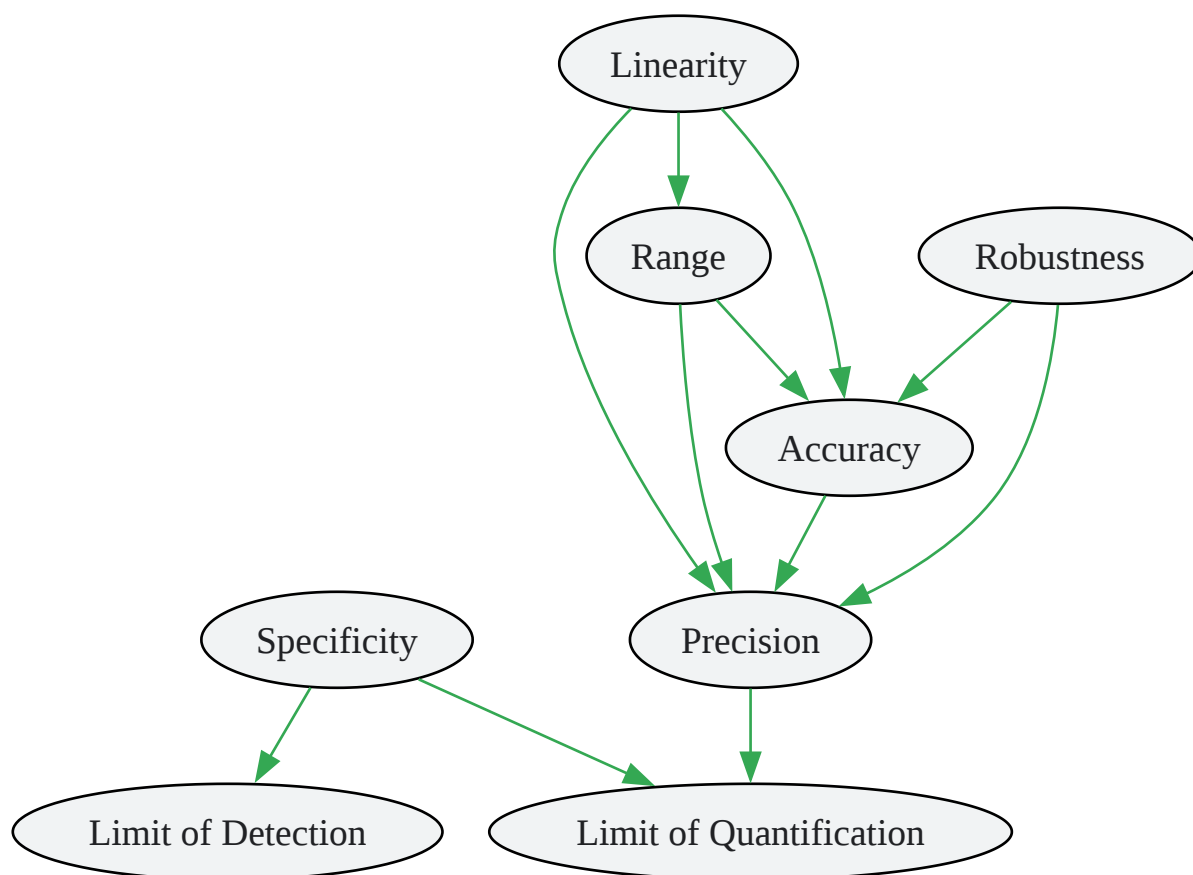 Linearity
Range
Robustness
Accuracy
Specificity
Precision
Limit of Detection
Limit of Quantification